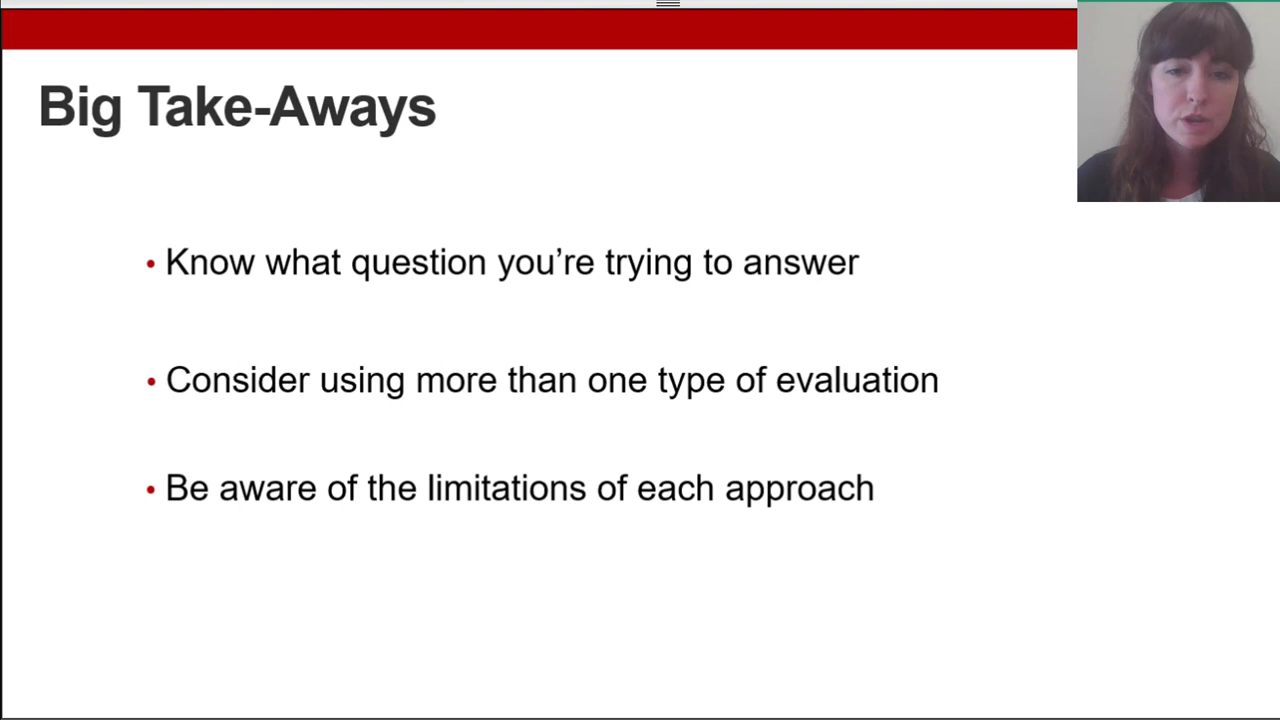 Big Take-Aways
• Know what question you’re trying to answer
• Consider using more than one type of evaluation
• Be aware of the limitations of each approach